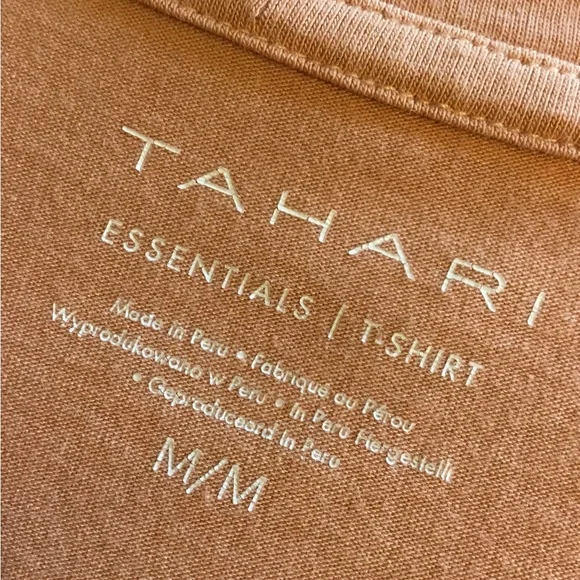 TAHARI
ESSENTIALS | T-SHIRT
Made in Peru • Fabriqué au Pérou
Wyprodukowano w Peru • In Peru Hergestellt
• Geproduceerd In Peru
M/M